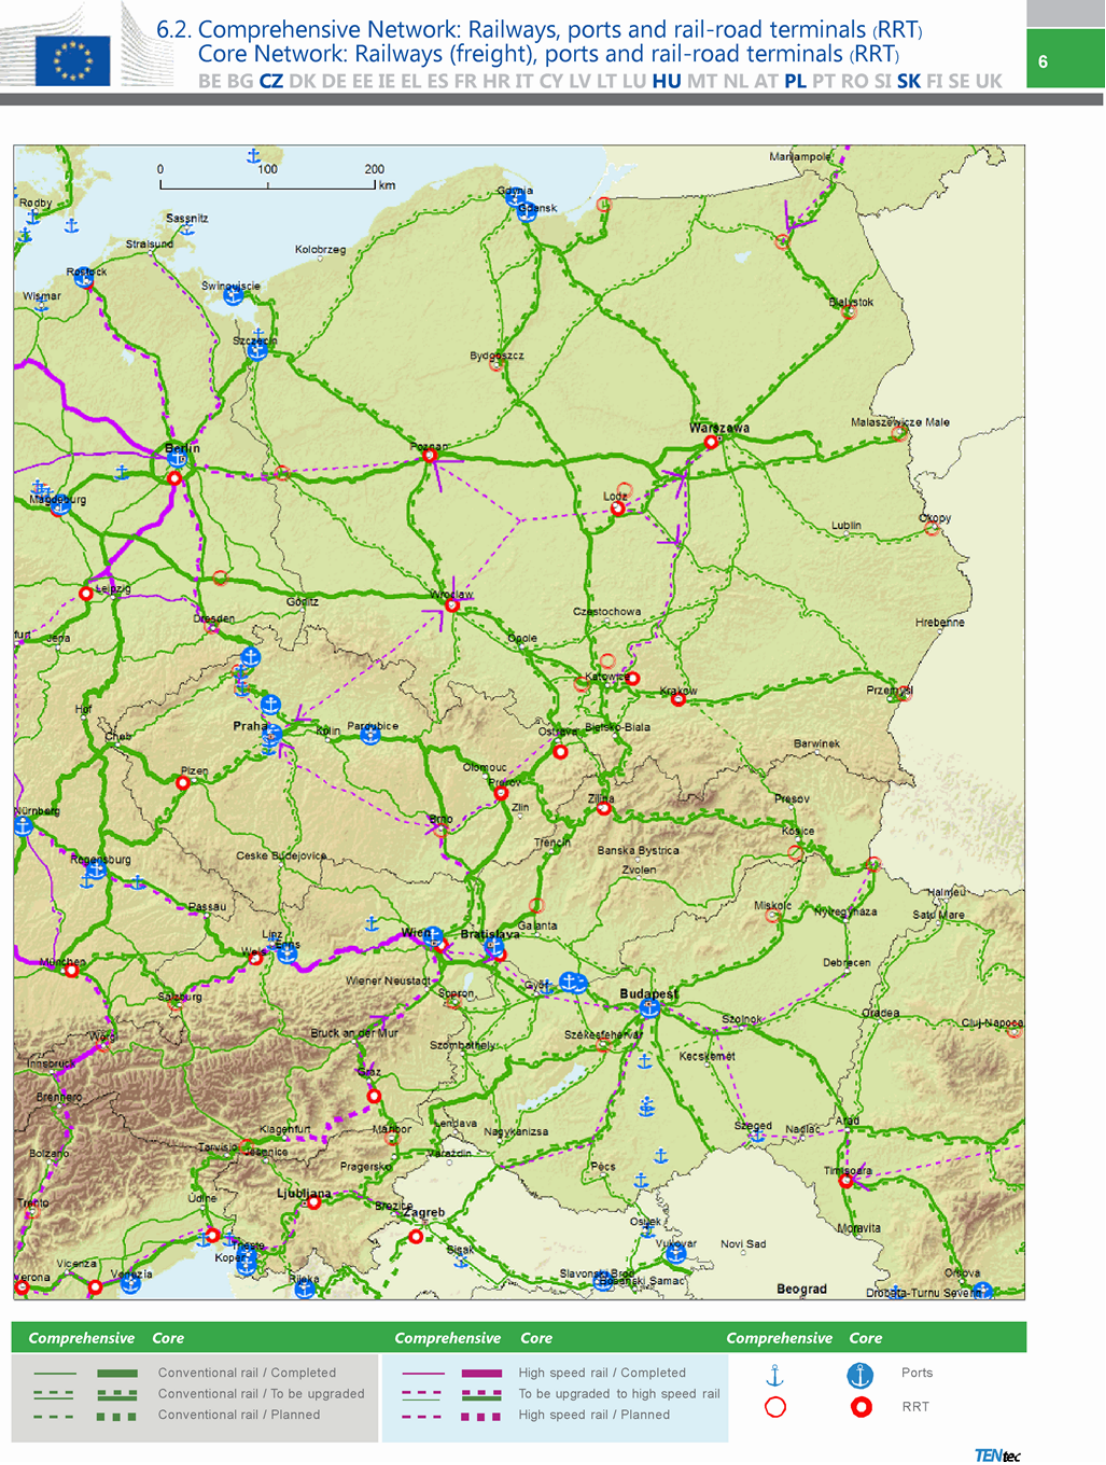 6.2. Comprehensive Network: Railways, ports and rail-road terminals (RRT)
Core Network: Railways (freight), ports and rail-road terminals (RRT)
BE BG CZ DK DE EE IE EL ES FR HR IT CY LV LT LU HU MT NL AT PL PT RO SI SK FI SE UK
6
0 100 200
km
Marijampole
Rødby
Gdynia
Sassnitz
Gdansk
Stralsund
Kolobrzeg
Rostock
Swinoujscie
Wismar
Bialystok
Szczecin
Bydgoszcz
Malaszewicze Male
Warszawa
Berlin
Poznan
Magdeburg
Lodz
Lublin
Okopy
Leipzig
Wroclaw
Görlitz
Czestochowa
Dresden
Hrebenne
furt
Jena
Opole
Katowice
Krakow
Przemysl
Hof
Praha
Kolin
Pardubice
Cheb
Ostrava
Bielsko-Biala
Barwinek
Plzen
Olomouc
Prerov
Zilina
Presov
Nürnberg
Zlin
Brno
Kosice
Trencin
Banska Bystrica
Regensburg
Ceske Budejovice
Zvolen
Halmeu
Passau
Miskolc
Nyiregyhaza
Satu Mare
Galanta
Linz
Wien
Bratislava
Enns
Wels
München
Debrecen
Wiener Neustadt
Györ
Salzburg
Sopron
Budapest
Oradea
Szolnok
Cluj-Napoca
Wörgl
Bruck an der Mur
Szekesfehervar
Szombathely
Innsbruck
Kecskemét
Graz
Brennero
Lendava
Arad
Klagenfurt
Maribor
Nagykanizsa
Szeged
Nadlac
Tarvisio
Jesenice
Bolzano
Varaždin
Pragersko
Pécs
Timisoara
Ljubljana
Trento
Udine
Brezice
Zagreb
Osijek
Moravita
Trieste
Sisak
Vukovar
Novi Sad
Koper
Vicenza
Verona
Venezia
Rijeka
Slavonski Brod
Bosanski Samac
Orsova
Beograd
Drobeta-Turnu Severin
Comprehensive Core Comprehensive Core Comprehensive Core
Conventional rail / Completed High speed rail / Completed Ports
Conventional rail / To be upgraded To be upgraded to high speed rail
Conventional rail / Planned High speed rail / Planned RRT
TENtec